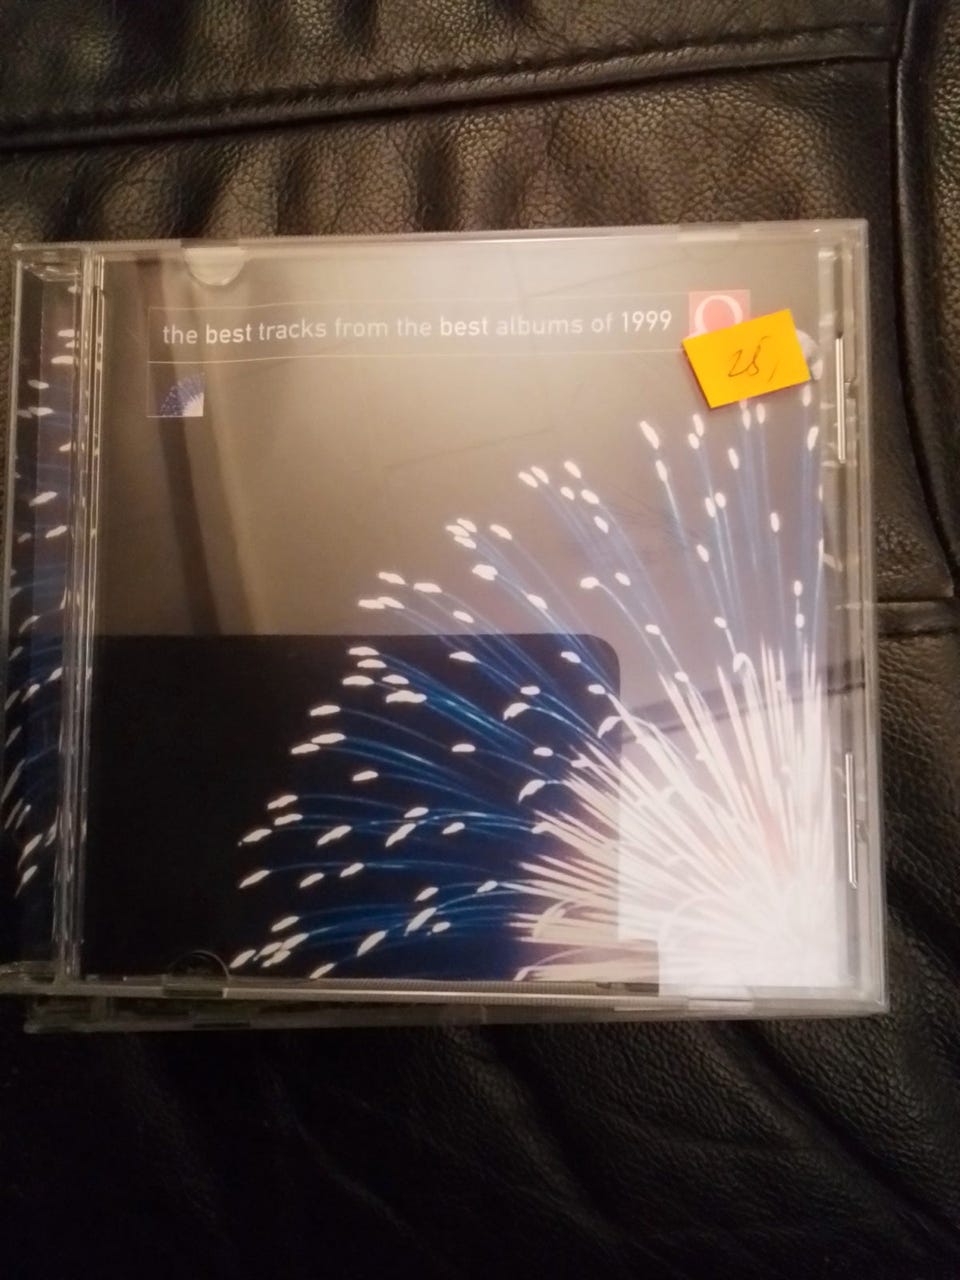 the best tracks from the best albums of 1999
Q
25,